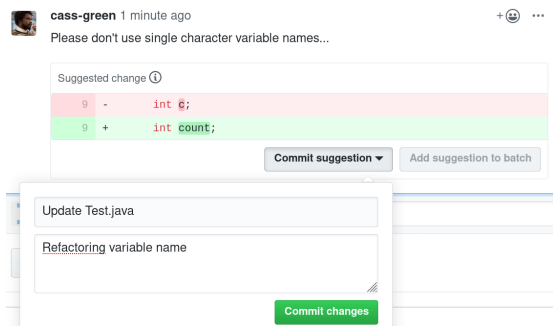 cass-green 1 minute ago
Please don't use single character variable names...
Suggested change
9 - int c;
9 + int count;
Commit suggestion
Add suggestion to batch
Update Test.java
Refactoring variable name
Commit changes